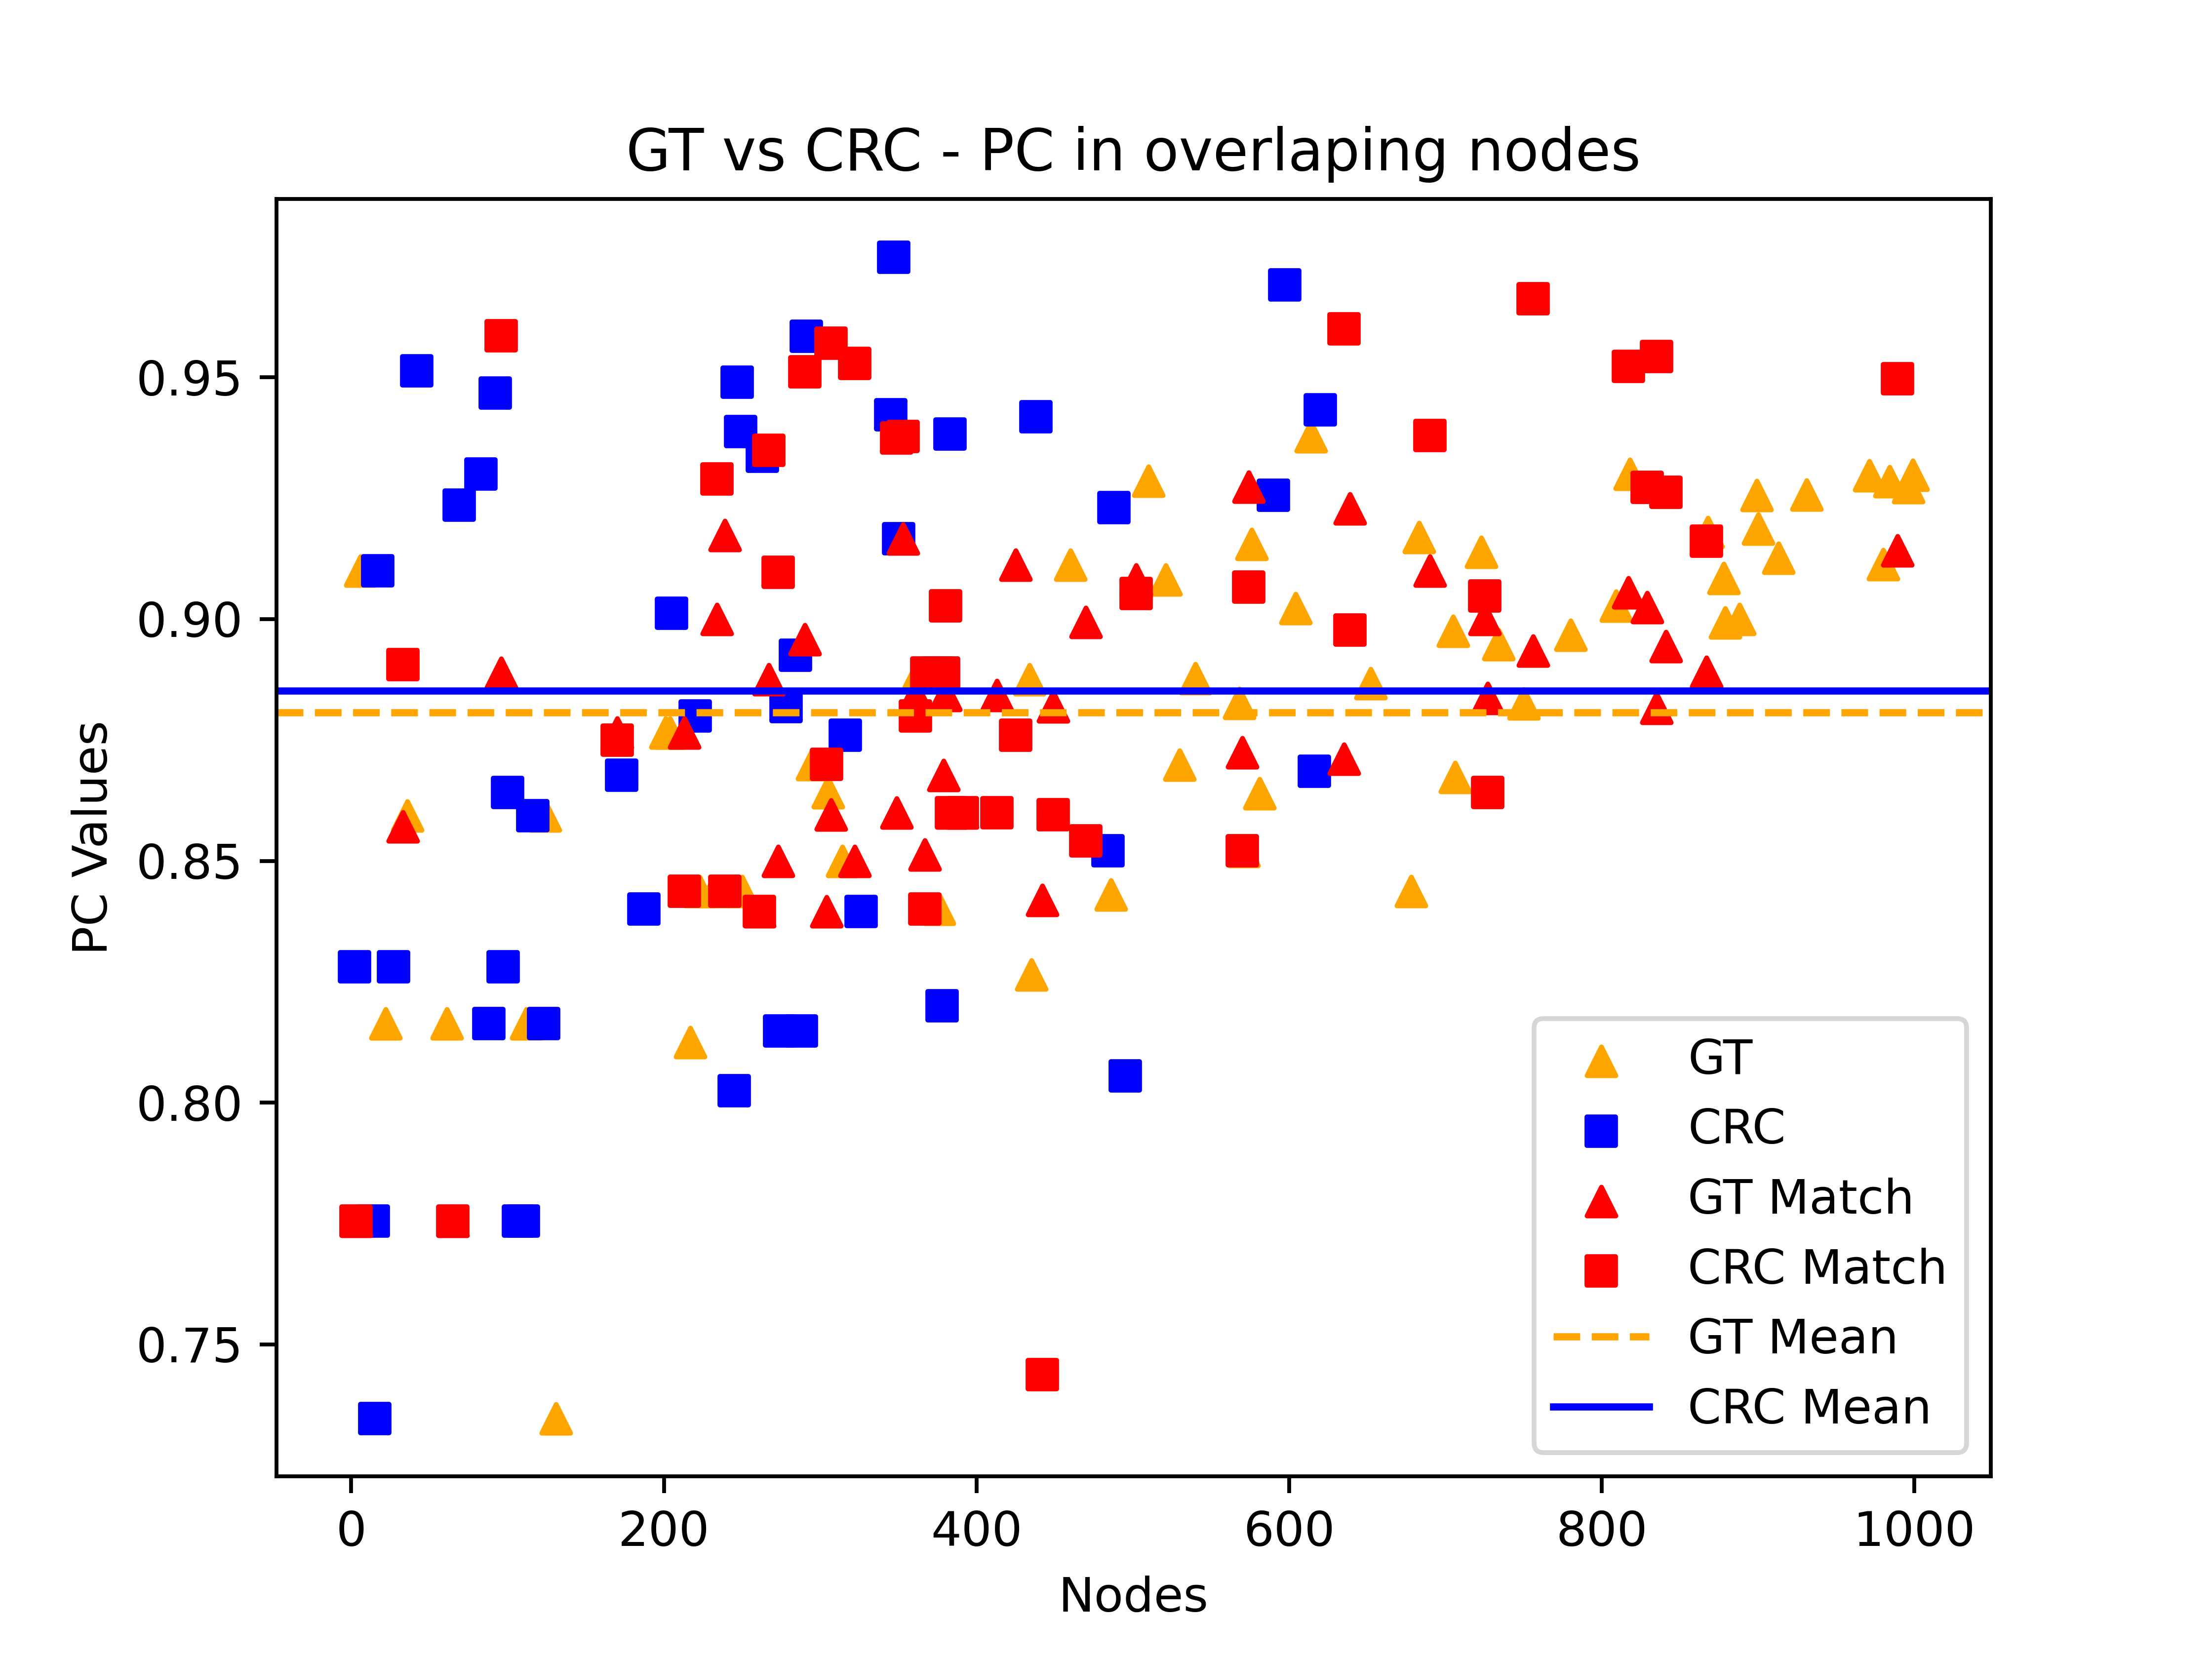 GT vs CRC - PC in overlaping nodes
PC Values
0.95
0.90
0.85
0.80
0.75
0
200
400
600
800
1000
Nodes
GT
CRC
GT Match
CRC Match
GT Mean
CRC Mean